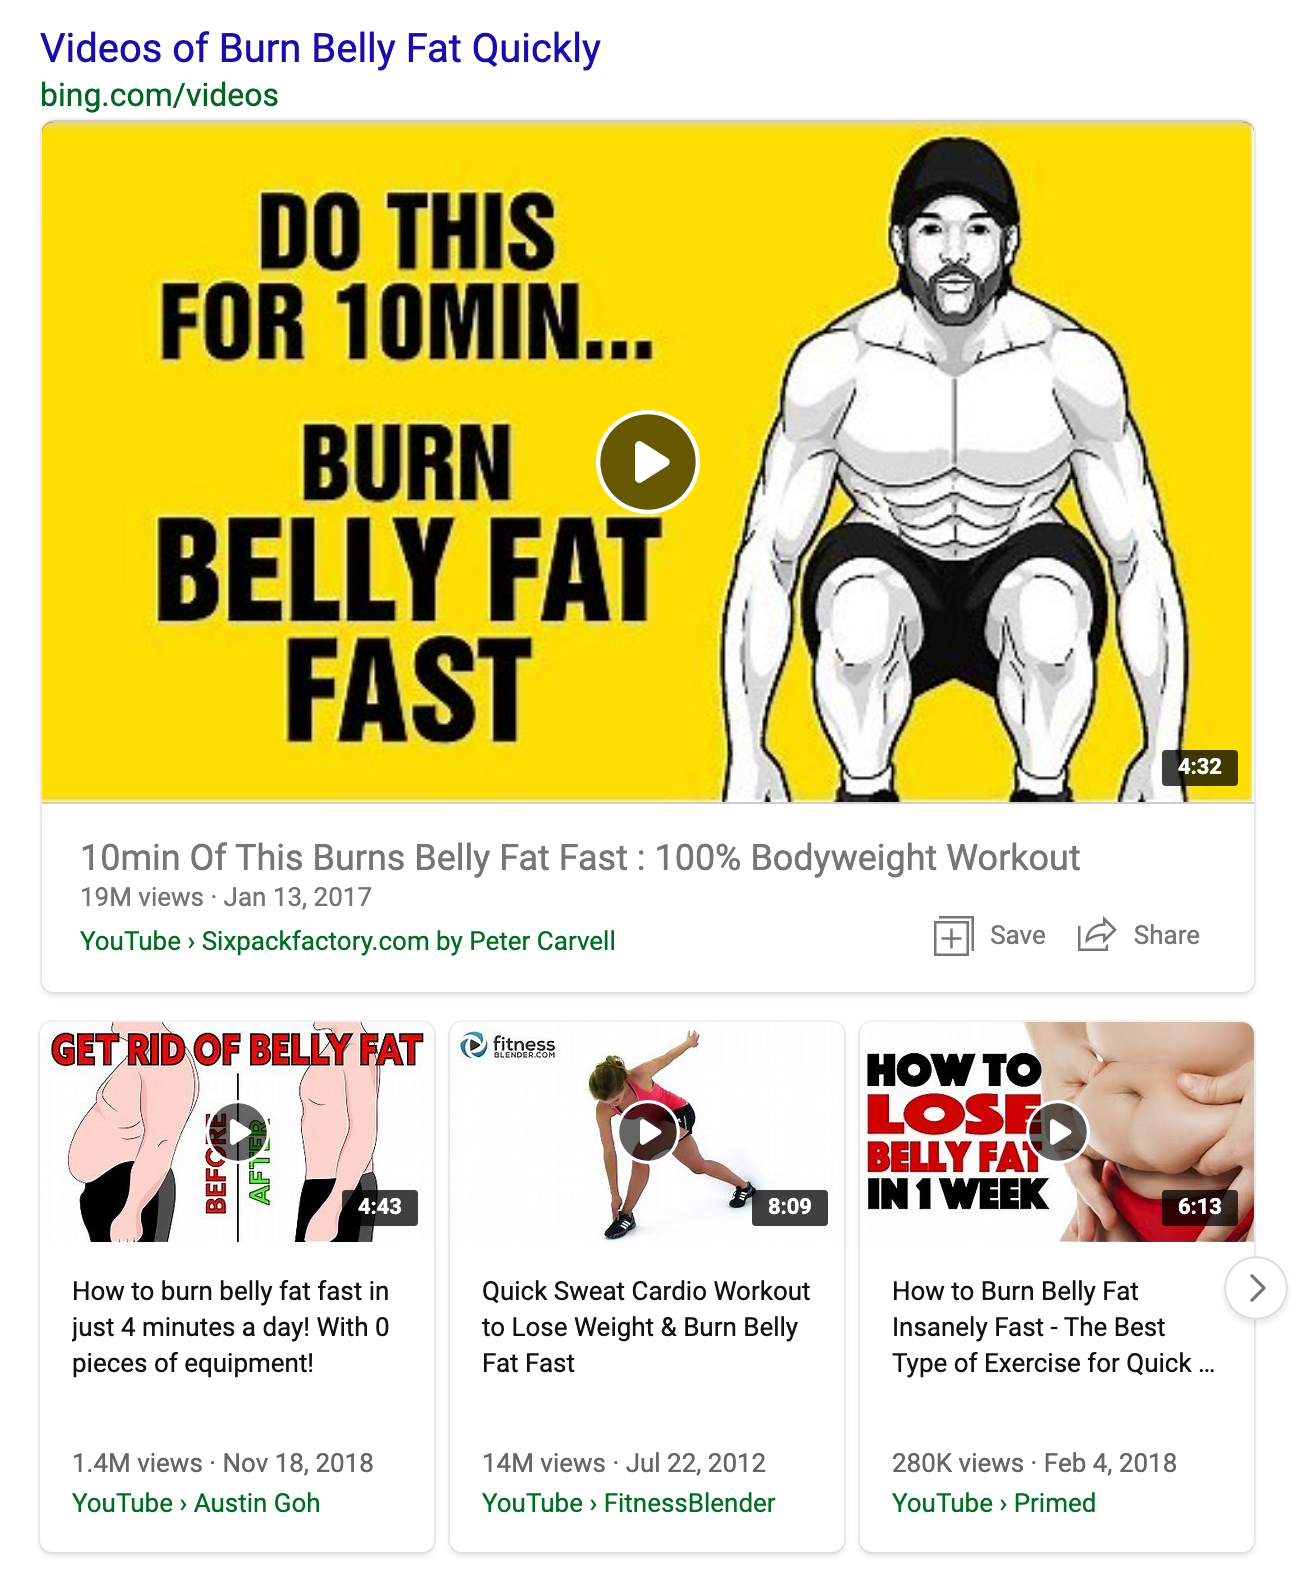 Videos of Burn Belly Fat Quickly
bing.com/videos
DO THIS
FOR 10MIN...
BURN
BELLY FAT
FAST
4:32
10min Of This Burns Belly Fat Fast : 100% Bodyweight Workout
19M views · Jan 13, 2017
YouTube › Sixpackfactory.com by Peter Carvell
Save
Share
GET RID OF BELLY FAT
BEFORE
AFTER
4:43
How to burn belly fat fast in
just 4 minutes a day! With 0
pieces of equipment!
1.4M views · Nov 18, 2018
YouTube › Austin Goh
fitness
BLENDER.COM
8:09
Quick Sweat Cardio Workout
to Lose Weight & Burn Belly
Fat Fast
14M views · Jul 22, 2012
YouTube › FitnessBlender
HOW TO
LOSE
BELLY FAT
IN 1 WEEK
6:13
How to Burn Belly Fat
Insanely Fast - The Best
Type of Exercise for Quick ...
280K views · Feb 4, 2018
YouTube › Primed